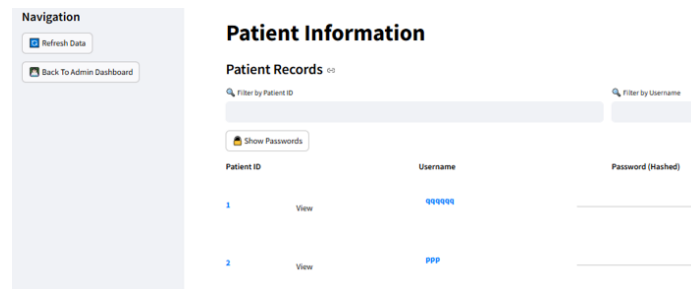 Navigation
Refresh Data
Back To Admin Dashboard
Patient Information
Patient Records
Filter by Patient ID
Filter by Username
Show Passwords
Patient ID Username Password (Hashed)
1 View qqqqqq
2 View ppp